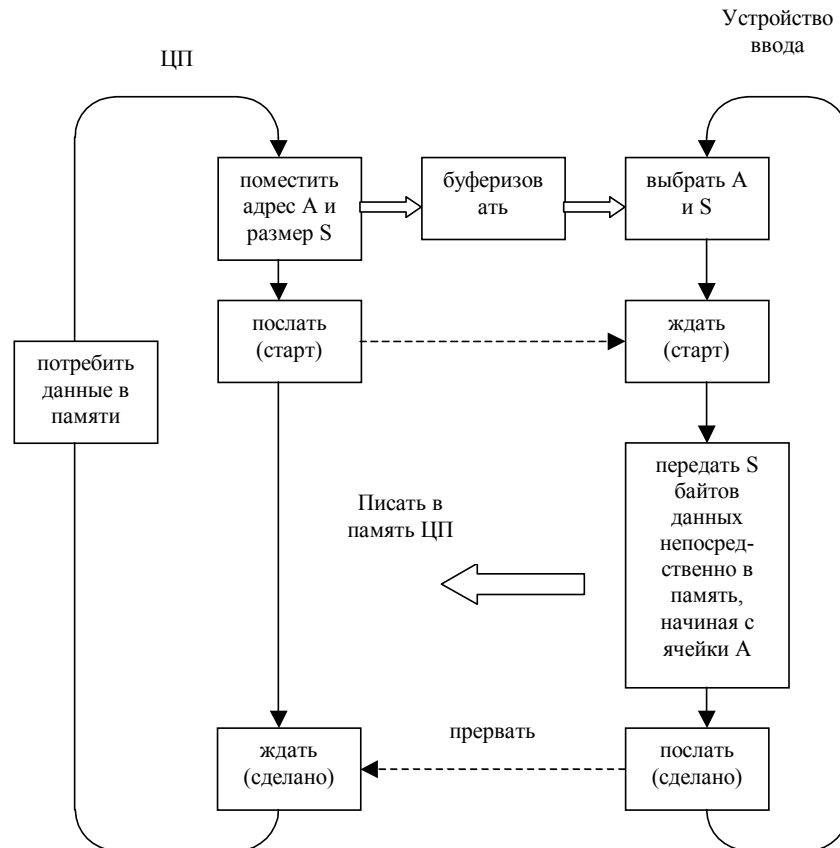 Устройство
ввода
ЦП
поместить
адрес А и
размер S
буферизов
ать
выбрать А
и S
послать
(старт)
ждать
(старт)
потребить
данные в
памяти
передать S
байтов
данных
непосред-
ственно в
память,
начиная с
ячейки А
Писать в
память ЦП
ждать
(сделано)
прервать
послать
(сделано)